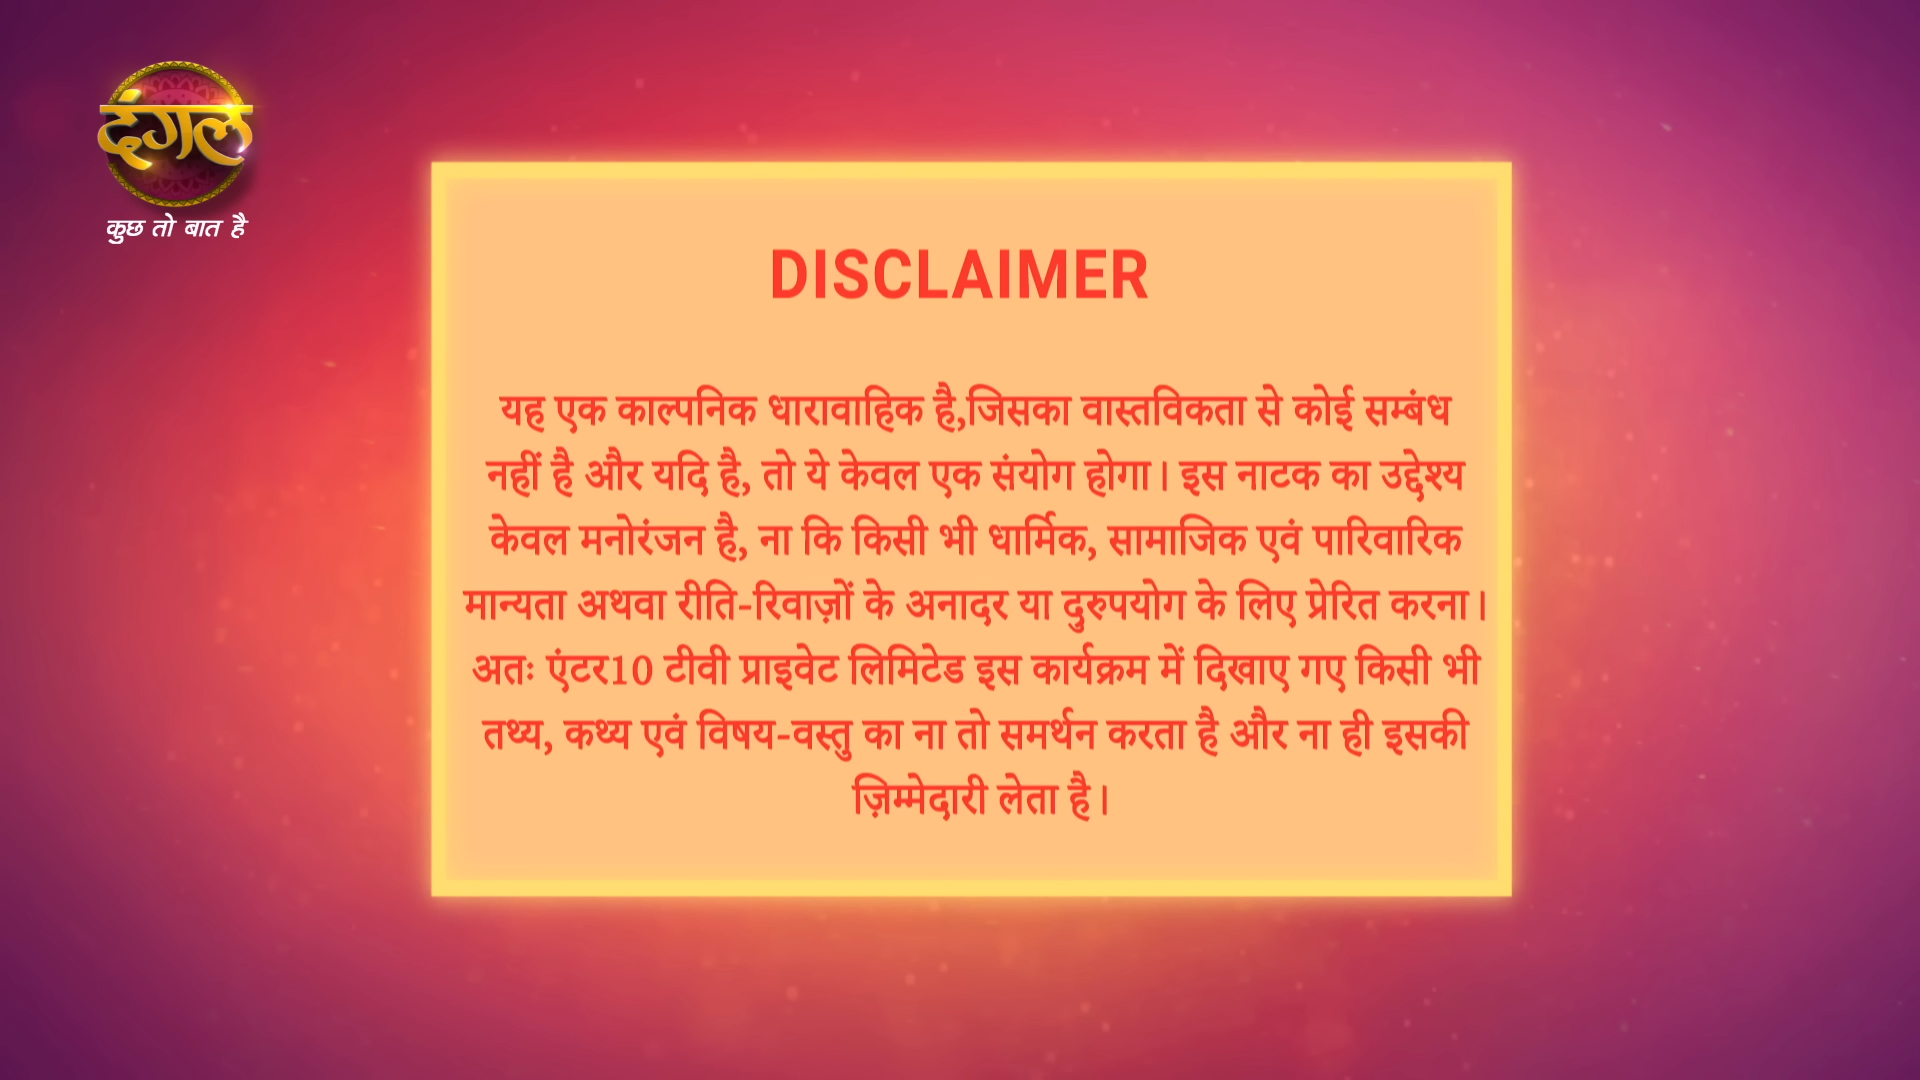 दंगल
कुछ तो बात है
DISCLAIMER
यह एक काल्पनिक धारावाहिक है,जिसका वास्तविकता से कोई सम्बंध
नहीं है और यदि है, तो ये केवल एक संयोग होगा। इस नाटक का उद्देश्य
केवल मनोरंजन है, ना कि किसी भी धार्मिक, सामाजिक एवं पारिवारिक
मान्यता अथवा रीति-रिवाज़ों के अनादर या दुरुपयोग के लिए प्रेरित करना।
अतः एंटर10 टीवी प्राइवेट लिमिटेड इस कार्यक्रम में दिखाए गए किसी भी
तथ्य, कथ्य एवं विषय-वस्तु का ना तो समर्थन करता है और ना ही इसकी
ज़िम्मेदारी लेता है।